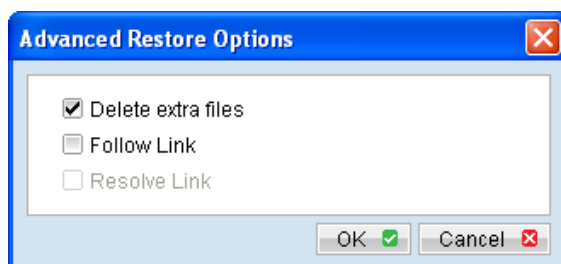 Advanced Restore Options
Delete extra files
Follow Link
Resolve Link
OK Cancel